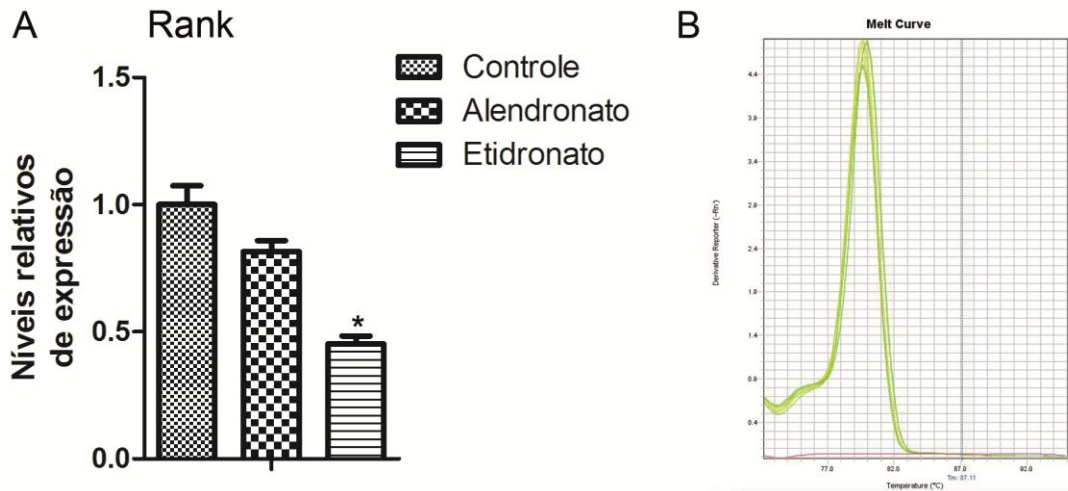 A
Rank
1.5
1.0
0.5
0.0
Níveis relativos
de expressão
*
Controle
Alendronato
Etidronato
B
Melt Curve
4.4
3.8
3.4
2.8
2.4
1.8
1.4
0.8
0.4
Derivative Reporter (-Rn)
77.0
82.0
87.0
92.0
Tm: 87.11
Temperature (°C)